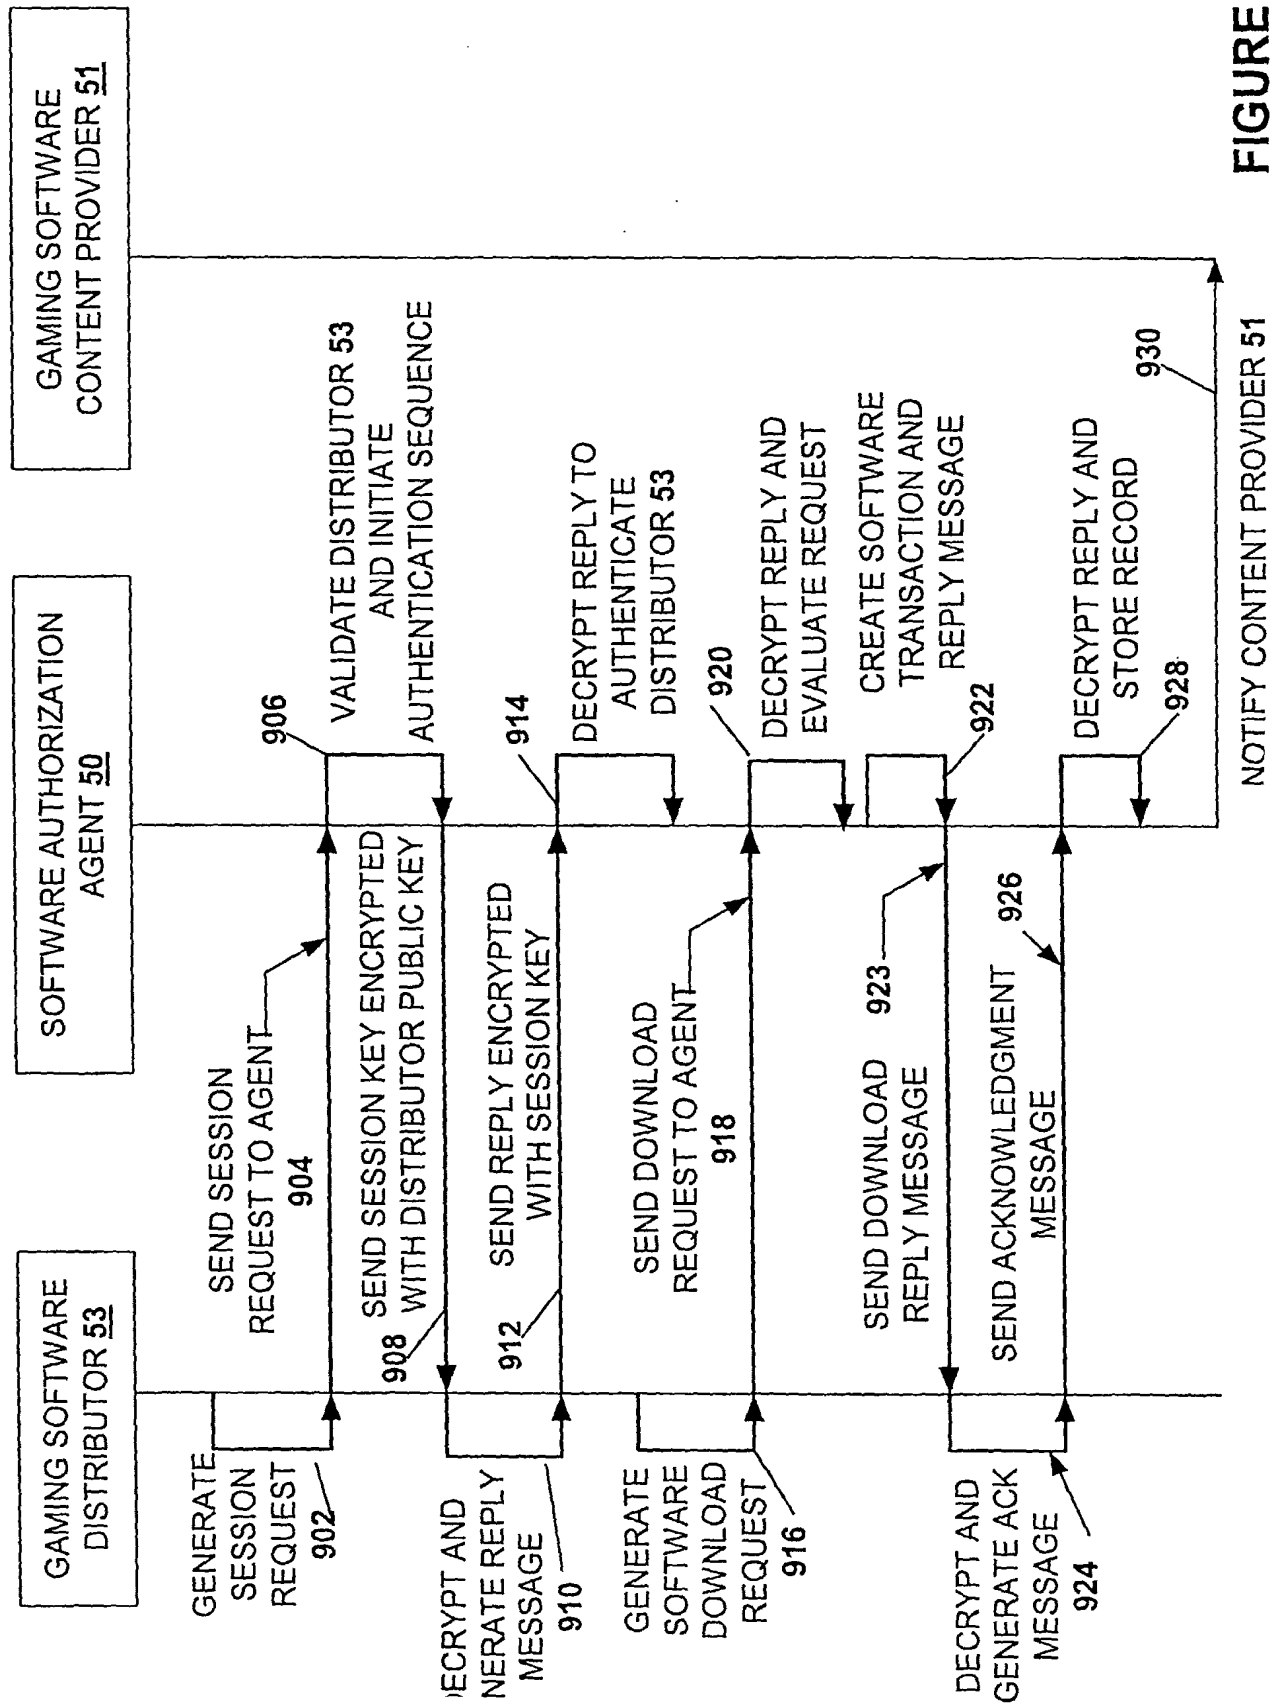 GAMING SOFTWARE
DISTRIBUTOR 53
SOFTWARE AUTHORIZATION
AGENT 50
GAMING SOFTWARE
CONTENT PROVIDER 51
GENERATE
SESSION
REQUEST
902
SEND SESSION
REQUEST TO AGENT
904
906
VALIDATE DISTRIBUTOR 53
AND INITIATE
AUTHENTICATION SEQUENCE
SEND SESSION KEY ENCRYPTED
WITH DISTRIBUTOR PUBLIC KEY
908
ECRYPT AND
NERATE REPLY
MESSAGE
910
SEND REPLY ENCRYPTED
WITH SESSION KEY
912
914
DECRYPT REPLY TO
AUTHENTICATE
DISTRIBUTOR 53
GENERATE
SOFTWARE
DOWNLOAD
REQUEST
916
SEND DOWNLOAD
REQUEST TO AGENT
918
920
DECRYPT REPLY AND
EVALUATE REQUEST
CREATE SOFTWARE
TRANSACTION AND
REPLY MESSAGE
922
SEND DOWNLOAD
REPLY MESSAGE
923
DECRYPT AND
GENERATE ACK
MESSAGE
924
SEND ACKNOWLEDGMENT
MESSAGE
926
DECRYPT REPLY AND
STORE RECORD
928
930
NOTIFY CONTENT PROVIDER 51
FIGURE